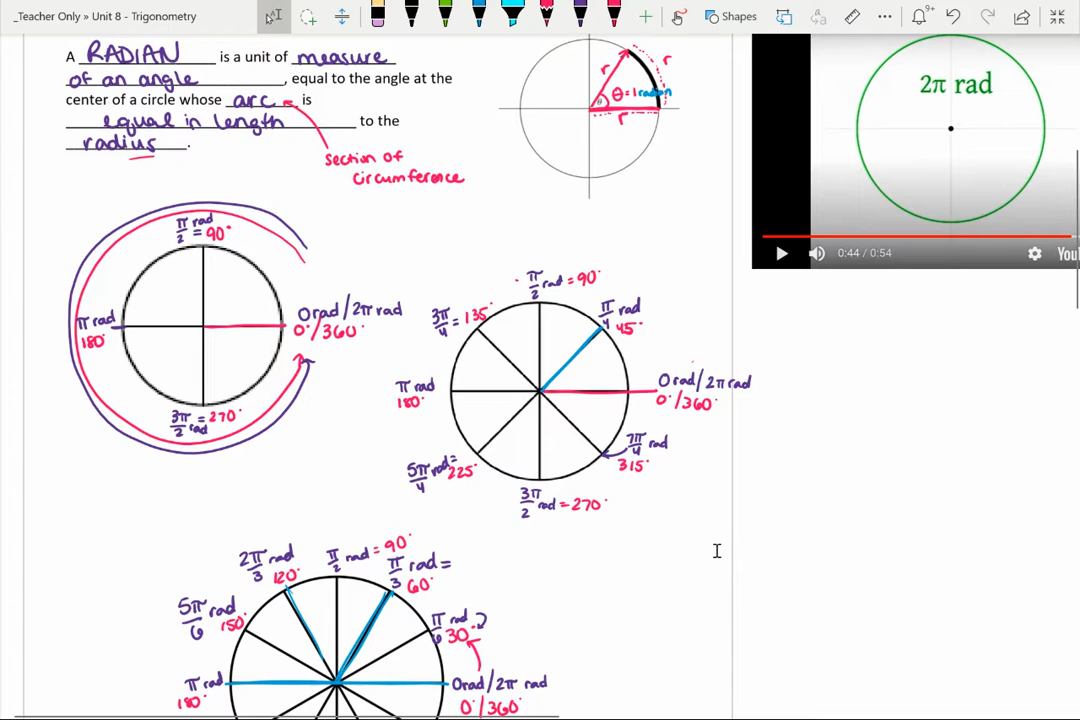 _Teacher Only » Unit 8 - Trigonometry
Shapes
9+
A RADIAN is a unit of measure
of an angle, equal to the angle at the
center of a circle whose arc is
equal in length to the
radius.
section of
circumference
r
r
r
θ
θ = 1 radian
2π rad
0:44 / 0:54
You
π/2 rad = 90°
π rad
180°
0 rad / 2π rad
0° / 360°
3π/2 rad = 270°
π/2 rad = 90°
3π/4 = 135°
π/4 rad
45°
π rad
180°
0 rad / 2π rad
0° / 360°
5π/4 rad = 225°
7π/4 rad
315°
3π/2 rad = 270°
2π/3 rad
120°
π/2 rad = 90°
π/3 rad =
60°
5π/6 rad
150°
π/6 rad
30°
π rad
180°
0 rad / 2π rad
0° / 360°